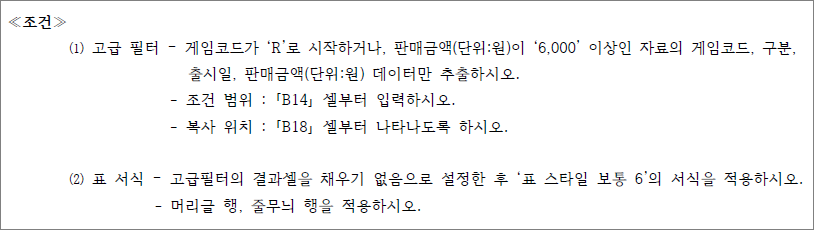 ≪조건≫
⑴ 고급 필터 - 게임코드가 ‘R’로 시작하거나, 판매금액(단위:원)이 ‘6,000’ 이상인 자료의 게임코드, 구분,
출시일, 판매금액(단위:원) 데이터만 추출하시오.
- 조건 범위 : 「B14」 셀부터 입력하시오.
- 복사 위치 : 「B18」 셀부터 나타나도록 하시오.
⑵ 표 서식 - 고급필터의 결과셀을 채우기 없음으로 설정한 후 ‘표 스타일 보통 6’의 서식을 적용하시오.
- 머리글 행, 줄무늬 행을 적용하시오.